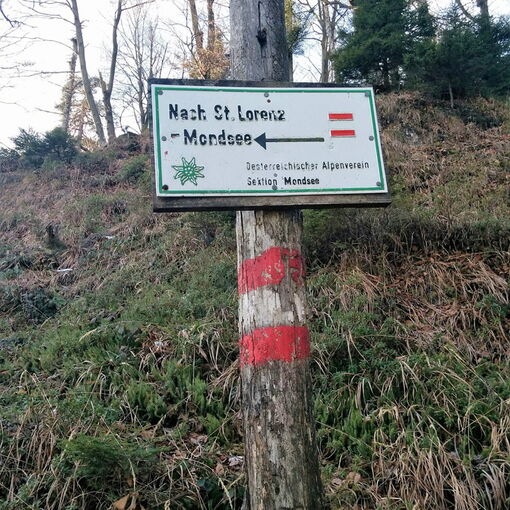 Nach St. Lorenz
- Mondsee
Oesterreichischer Alpenverein
Sektion Mondsee